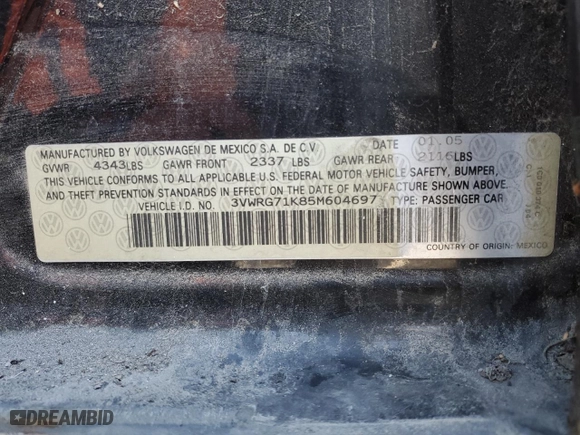 MANUFACTURED BY VOLKSWAGEN DE MEXICO S.A. DE C.V DATE 01.05
GVWR 4343LBS GAWR FRONT 2337 LBS GAWR REAR 2116LBS
THIS VEHICLE CONFORMS TO ALL APPLICABLE U.S. FEDERAL MOTOR VEHICLE SAFETY, BUMPER,
AND THEFT PREVENTION STANDARDS IN EFFECT ON THE DATE OF MANUFACTURE SHOWN ABOVE.
VEHICLE I.D. NO. 3VWRG71K85M604697 TYPE: PASSENGER CAR
COUNTRY OF ORIGIN: MEXICO
DREAMBID